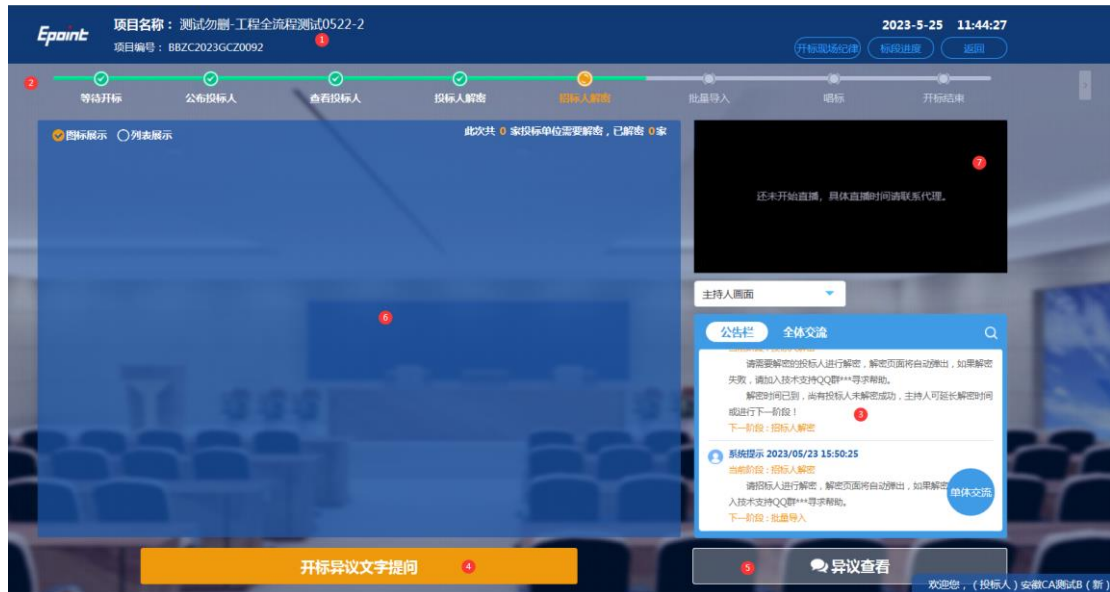 Epoint
项目名称：测试勿删-工程全流程测试0522-2
项目编号：BBZC2023GCZ0092
1
2023-5-25 11:44:27
开标现场纪律 标段进度 返回
2
等待开标 公布投标人 查看投标人 投标人解密 招标人解密 批量导入 唱标 开标结束
图标展示 列表展示
此次共 0 家投标单位需要解密，已解密 0家
7
还未开始直播，具体直播时间请联系代理。
主持人画面
6
公告栏 全体交流
请需要解密的投标人进行解密，解密页面将自动弹出，如果解密
失败，请加入技术支持QQ群***寻求帮助。
解密时间已到，尚有投标人未解密成功，主持人可延长解密时间
或进行下一阶段！
3
下一阶段：招标人解密
系统提示 2023/05/23 15:50:25
当前阶段：招标人解密
请招标人进行解密，解密页面将自动弹出，如果解密
入技术支持QQ群***寻求帮助。
下一阶段：批量导入
单体交流
开标异议文字提问 4
5 异议查看
欢迎您，（投标人）安徽CA测试B（新）